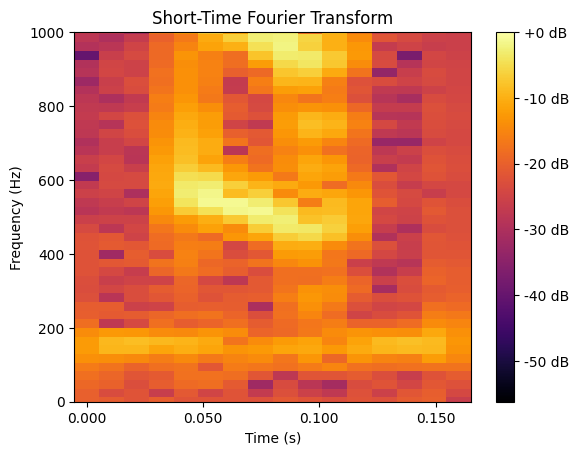 Short-Time Fourier Transform
1000
800
600
400
200
0
Frequency (Hz)
0.000
0.050
0.100
0.150
Time (s)
+0 dB
-10 dB
-20 dB
-30 dB
-40 dB
-50 dB